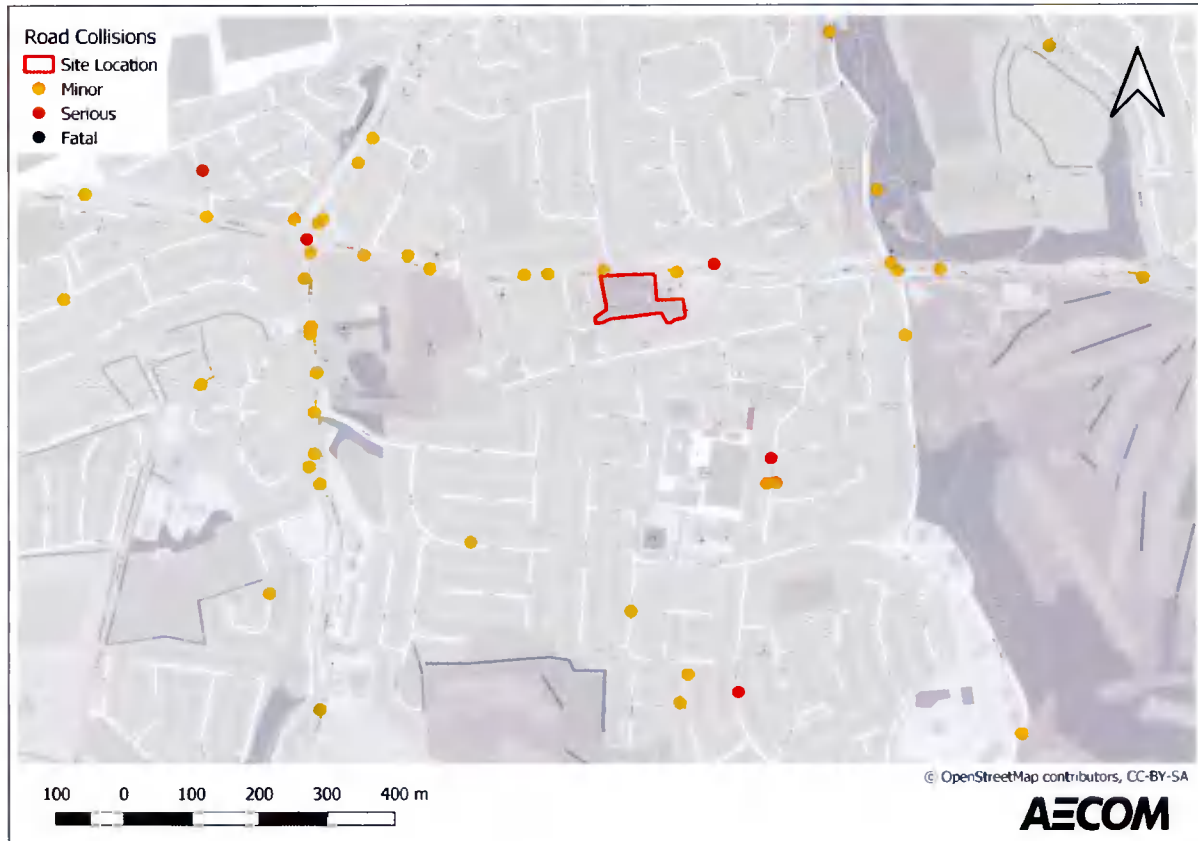 Road Collisions
Site Location
Minor
Serious
Fatal
© OpenStreetMap contributors, CC-BY-SA
100 0 100 200 300 400 m
AECOM